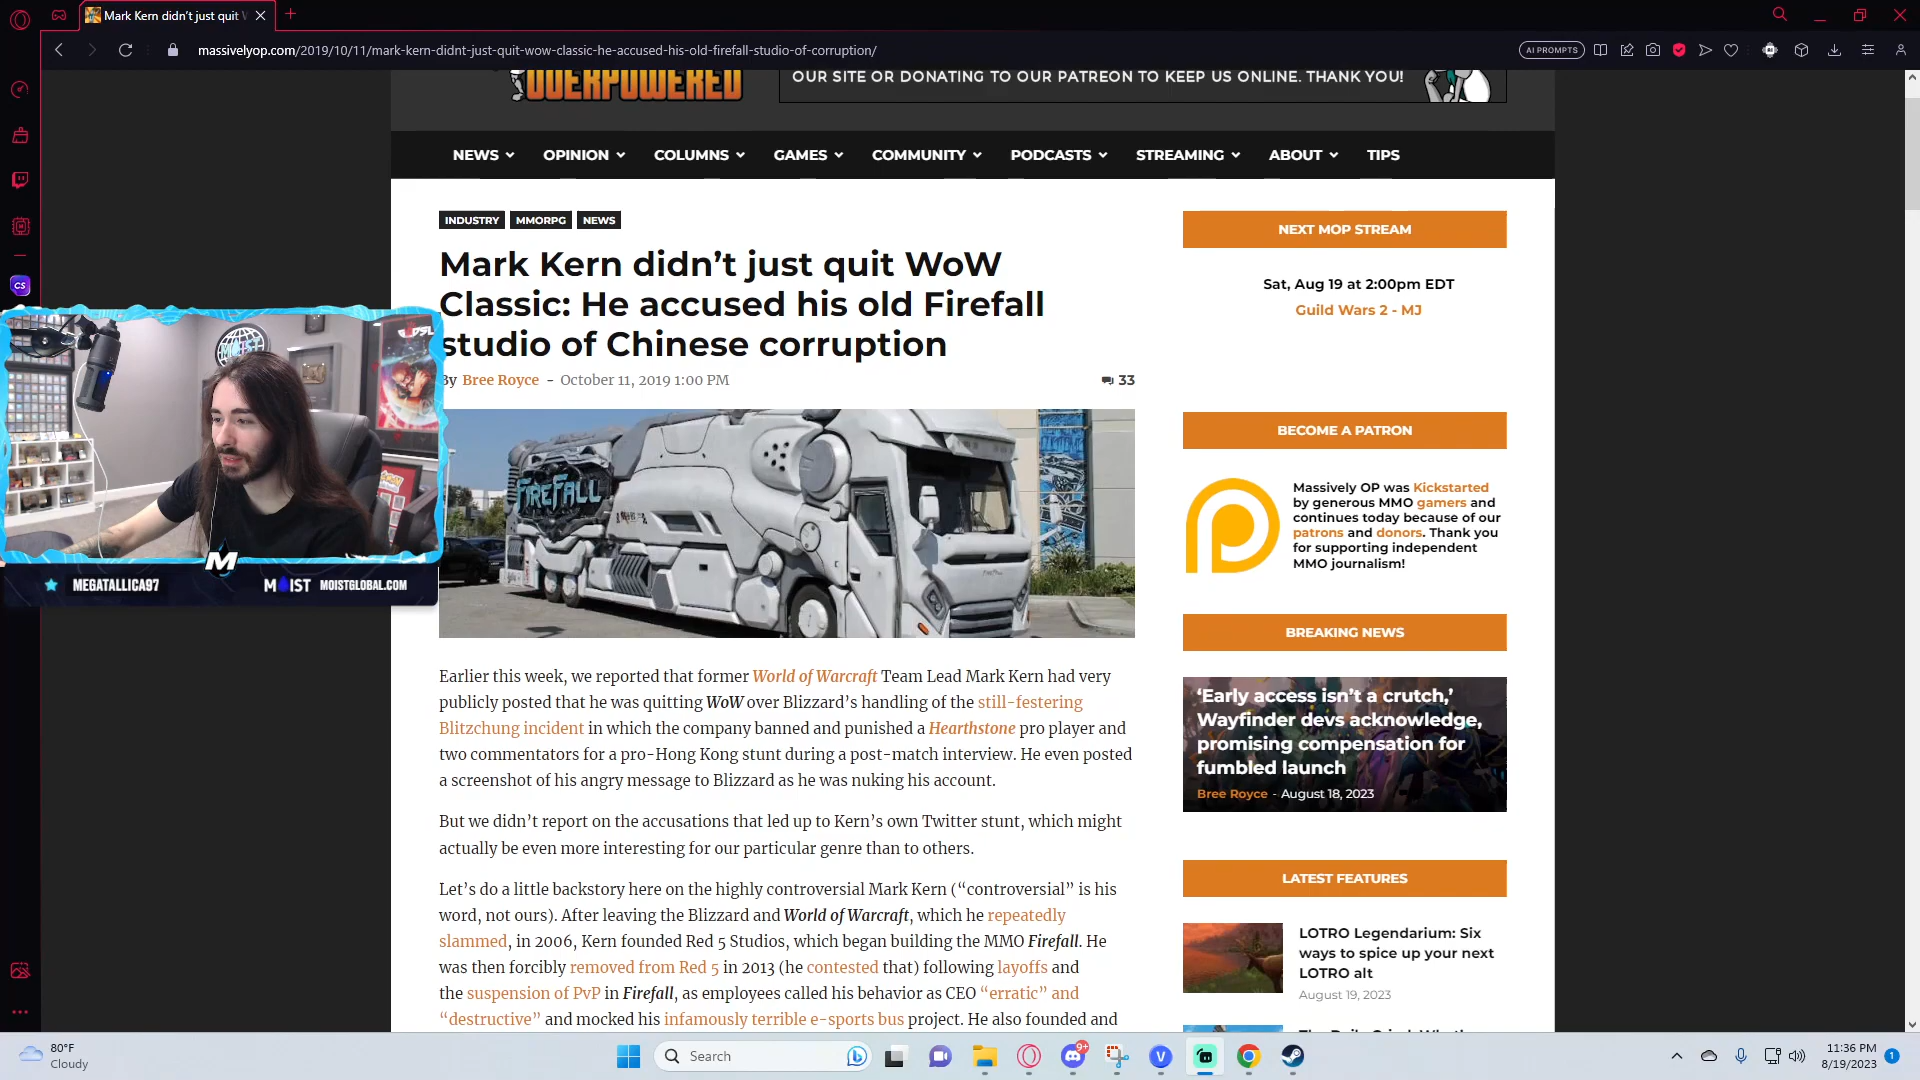 Mark Kern didn't just quit W
massivelyop.com/2019/10/11/mark-kern-didnt-just-quit-wow-classic-he-accused-his-old-firefall-studio-of-corruption/
AI PROMPTS
OVERPOWERED
OUR SITE OR DONATING TO OUR PATREON TO KEEP US ONLINE. THANK YOU!
NEWS OPINION COLUMNS GAMES COMMUNITY PODCASTS STREAMING ABOUT TIPS
INDUSTRY MMORPG NEWS
Mark Kern didn't just quit WoW
Classic: He accused his old Firefall
studio of Chinese corruption
By Bree Royce - October 11, 2019 1:00 PM
33
FIREFALL
FIREFALL
Earlier this week, we reported that former World of Warcraft Team Lead Mark Kern had very
publicly posted that he was quitting WoW over Blizzard's handling of the still-festering
Blitzchung incident in which the company banned and punished a Hearthstone pro player and
two commentators for a pro-Hong Kong stunt during a post-match interview. He even posted
a screenshot of his angry message to Blizzard as he was nuking his account.
But we didn't report on the accusations that led up to Kern's own Twitter stunt, which might
actually be even more interesting for our particular genre than to others.
Let's do a little backstory here on the highly controversial Mark Kern (“controversial” is his
word, not ours). After leaving the Blizzard and World of Warcraft, which he repeatedly
slammed, in 2006, Kern founded Red 5 Studios, which began building the MMO Firefall. He
was then forcibly removed from Red 5 in 2013 (he contested that) following layoffs and
the suspension of PvP in Firefall, as employees called his behavior as CEO “erratic” and
“destructive” and mocked his infamously terrible e-sports bus project. He also founded and
NEXT MOP STREAM
Sat, Aug 19 at 2:00pm EDT
Guild Wars 2 - MJ
BECOME A PATRON
Massively OP was Kickstarted
by generous MMO gamers and
continues today because of our
patrons and donors. Thank you
for supporting independent
MMO journalism!
BREAKING NEWS
‘Early access isn't a crutch,’
Wayfinder devs acknowledge,
promising compensation for
fumbled launch
Bree Royce - August 18, 2023
LATEST FEATURES
LOTRO Legendarium: Six
ways to spice up your next
LOTRO alt
August 19, 2023
CS
MOIST
M
MEGATALLICA97
MOIST MOISTGLOBAL.COM
80°F
Cloudy
Search
9+
V
11:36 PM
8/19/2023
1